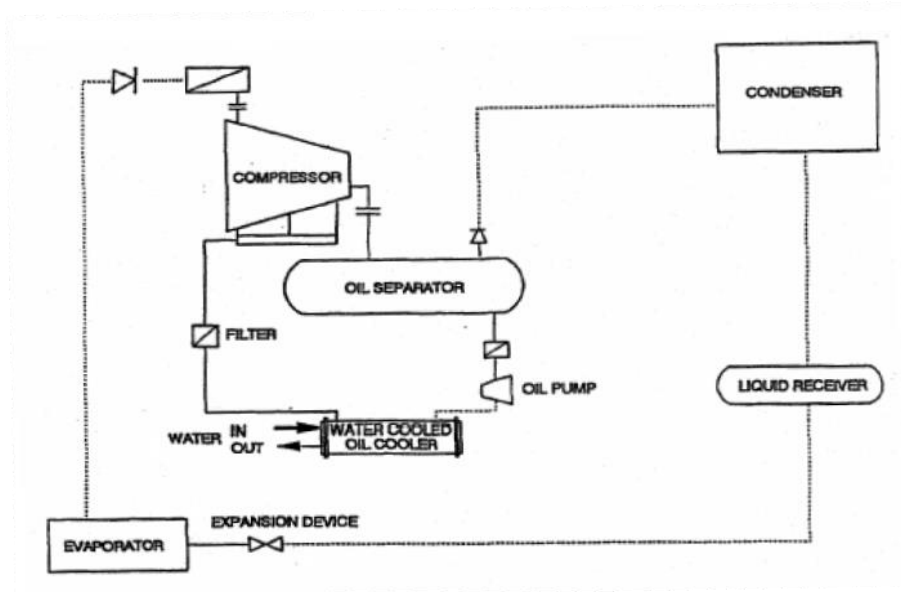 CONDENSER
COMPRESSOR
OIL SEPARATOR
FILTER
OIL PUMP
LIQUID RECEIVER
WATER IN
OUT
WATER COOLED
OIL COOLER
EXPANSION DEVICE
EVAPORATOR